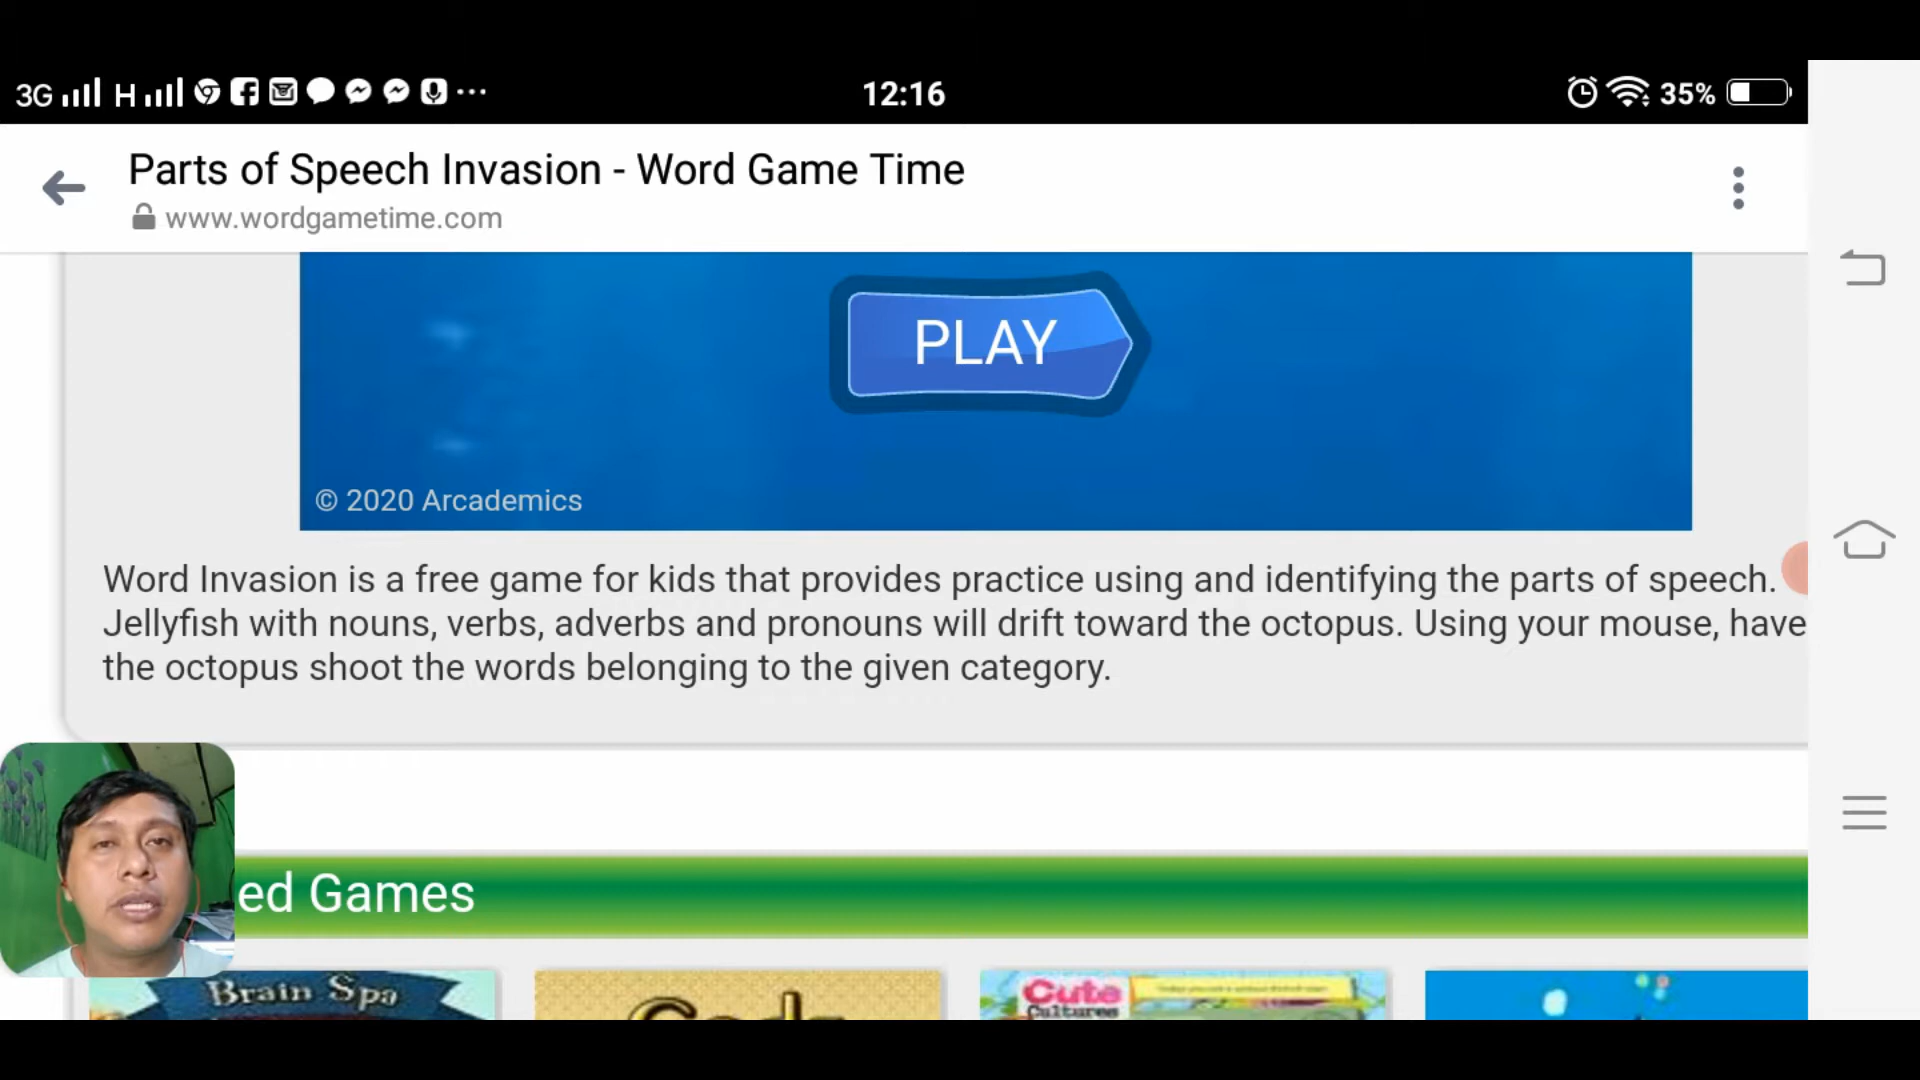 3G H 12:16 35%
Parts of Speech Invasion - Word Game Time
www.wordgametime.com
PLAY
© 2020 Arcademics
Word Invasion is a free game for kids that provides practice using and identifying the parts of speech.
Jellyfish with nouns, verbs, adverbs and pronouns will drift toward the octopus. Using your mouse, have
the octopus shoot the words belonging to the given category.
ed Games
Brain Spa
Cute
Cultures